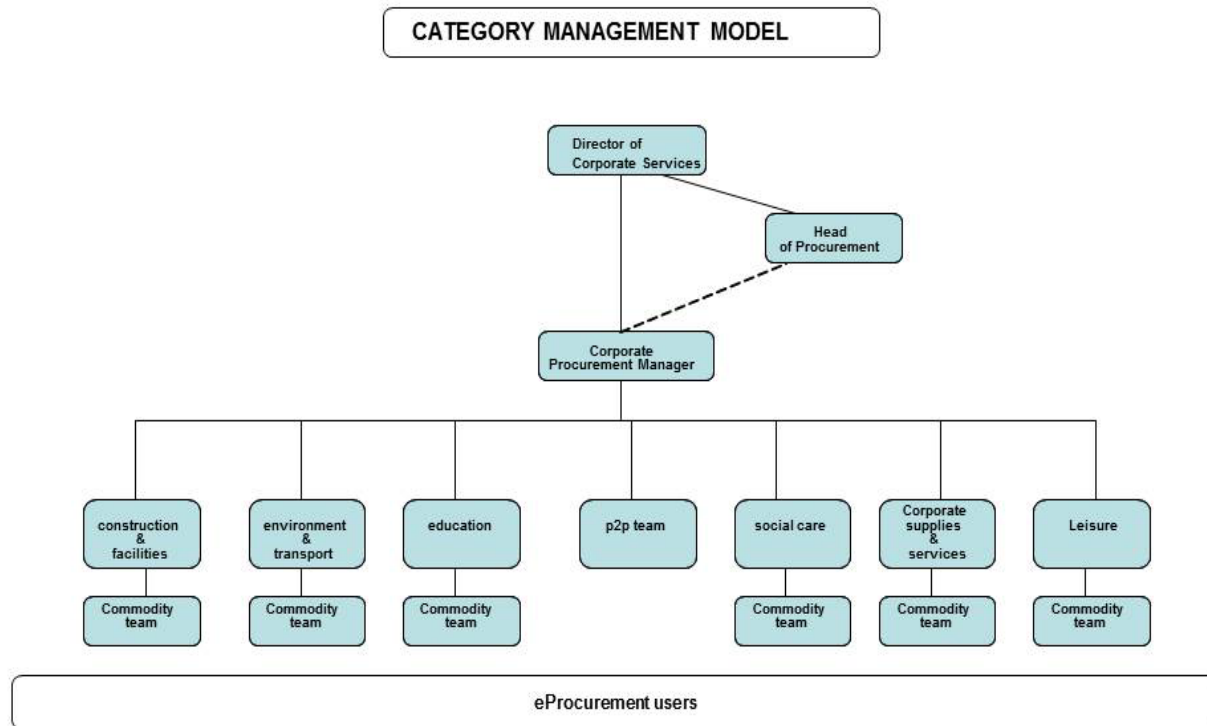 CATEGORY MANAGEMENT MODEL
Director of
Corporate Services
Head
of Procurement
Corporate
Procurement Manager
construction
&
facilities
environment
&
transport
education
p2p team
social care
Corporate
supplies
&
services
Leisure
Commodity
team
Commodity
team
Commodity
team
Commodity
team
Commodity
team
Commodity
team
eProcurement users